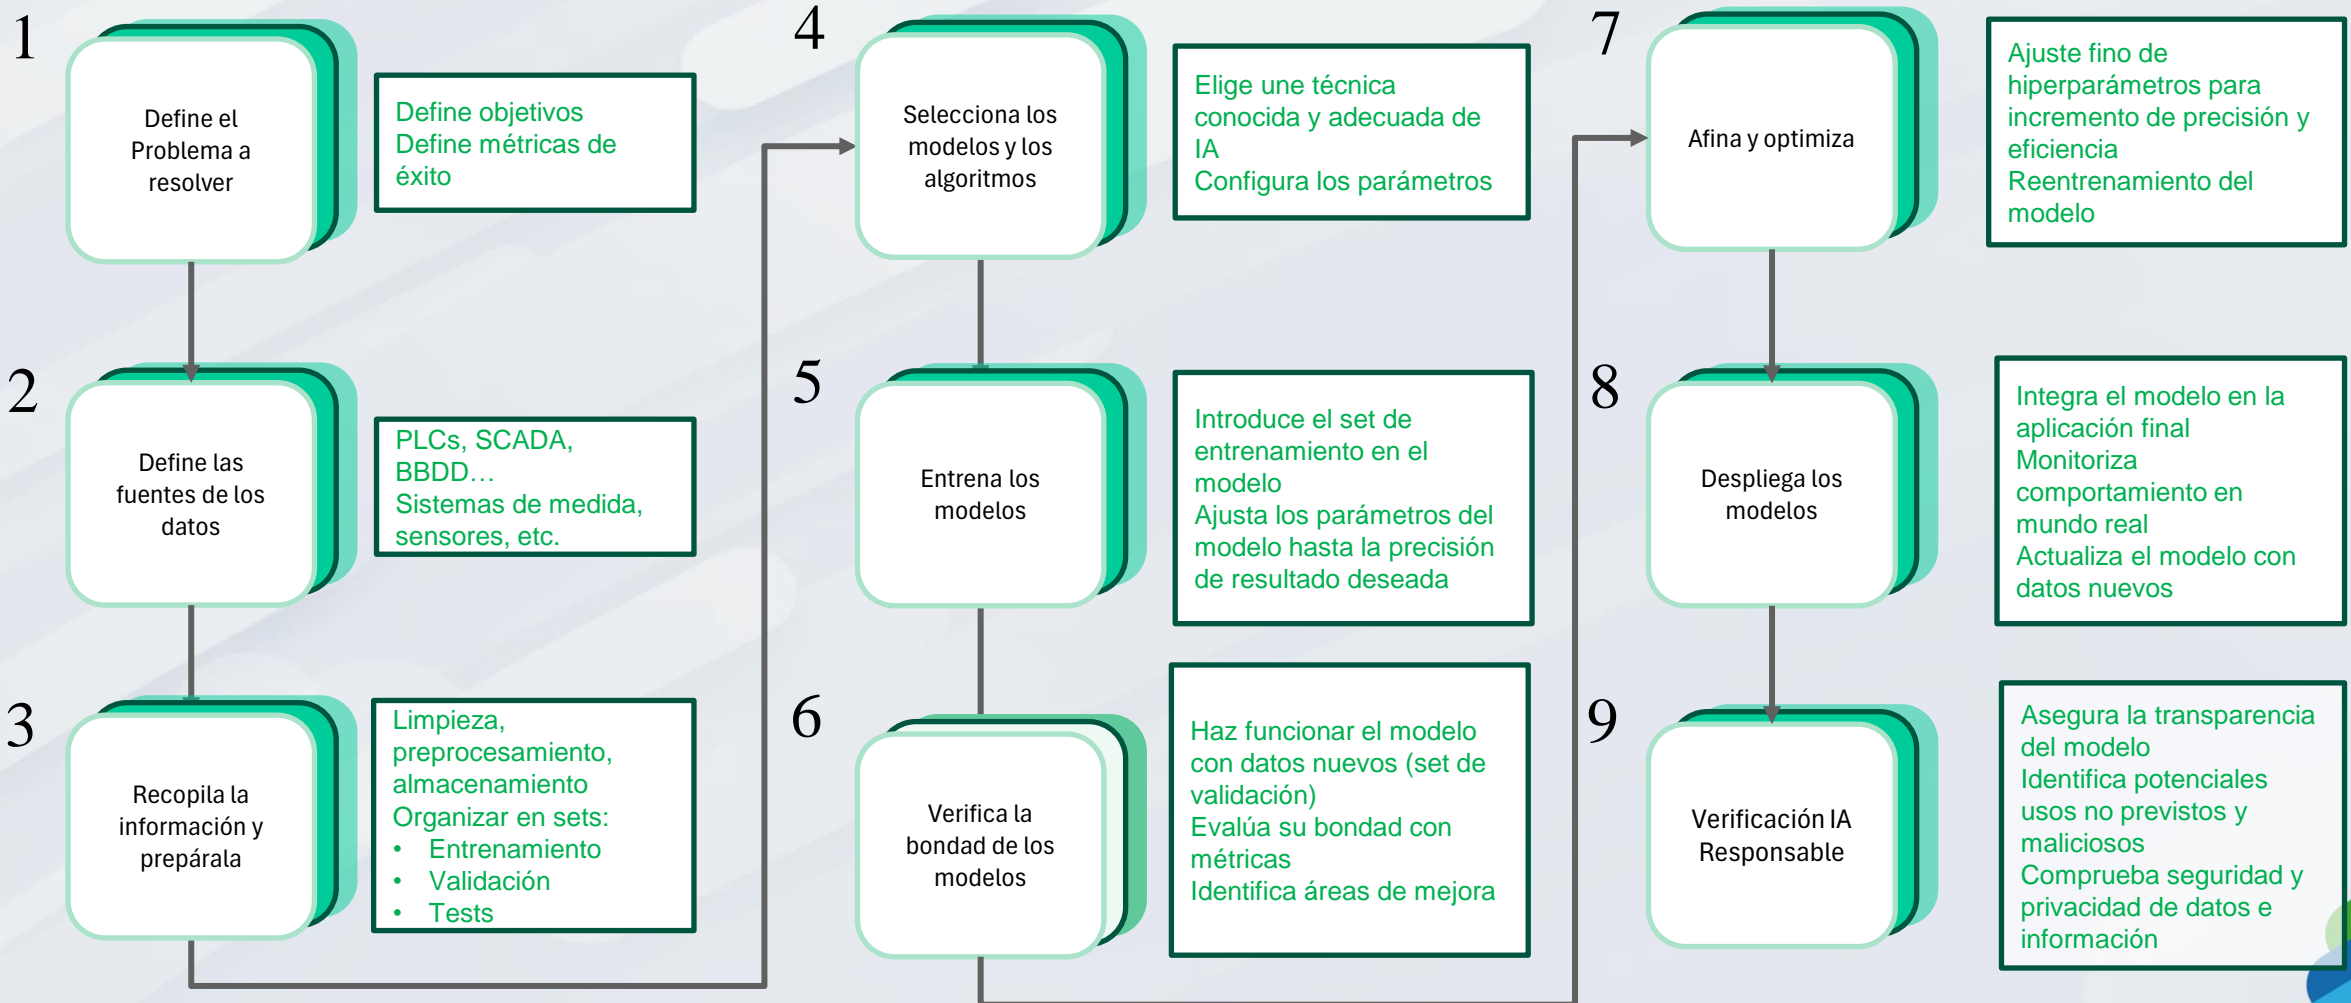 1
Define el
Problema a
resolver
Define objetivos
Define métricas de
éxito
2
Define las
fuentes de los
datos
PLCs, SCADA,
BBDD…
Sistemas de medida,
sensores, etc.
3
Recopila la
información y
prepárala
Limpieza,
preprocesamiento,
almacenamiento
Organizar en sets:
• Entrenamiento
• Validación
• Tests
4
Selecciona los
modelos y los
algoritmos
Elige une técnica
conocida y adecuada de
IA
Configura los parámetros
5
Entrena los
modelos
Introduce el set de
entrenamiento en el
modelo
Ajusta los parámetros del
modelo hasta la precisión
de resultado deseada
6
Verifica la
bondad de los
modelos
Haz funcionar el modelo
con datos nuevos (set de
validación)
Evalúa su bondad con
métricas
Identifica áreas de mejora
7
Afina y optimiza
Ajuste fino de
hiperparámetros para
incremento de precisión y
eficiencia
Reentrenamiento del
modelo
8
Despliega los
modelos
Integra el modelo en la
aplicación final
Monitoriza
comportamiento en
mundo real
Actualiza el modelo con
datos nuevos
9
Verificación IA
Responsable
Asegura la transparencia
del modelo
Identifica potenciales
usos no previstos y
maliciosos
Comprueba seguridad y
privacidad de datos e
información